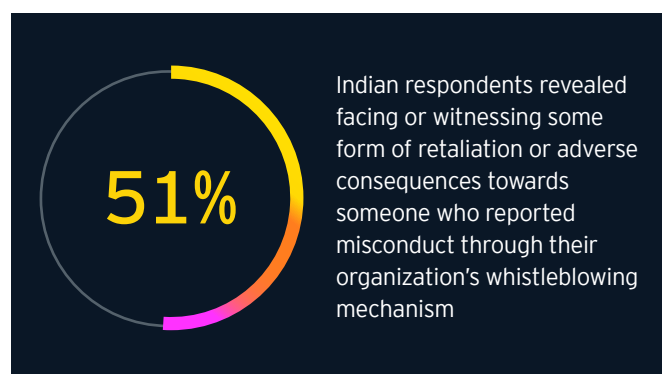 51%
Indian respondents revealed
facing or witnessing some
form of retaliation or adverse
consequences towards
someone who reported
misconduct through their
organization’s whistleblowing
mechanism